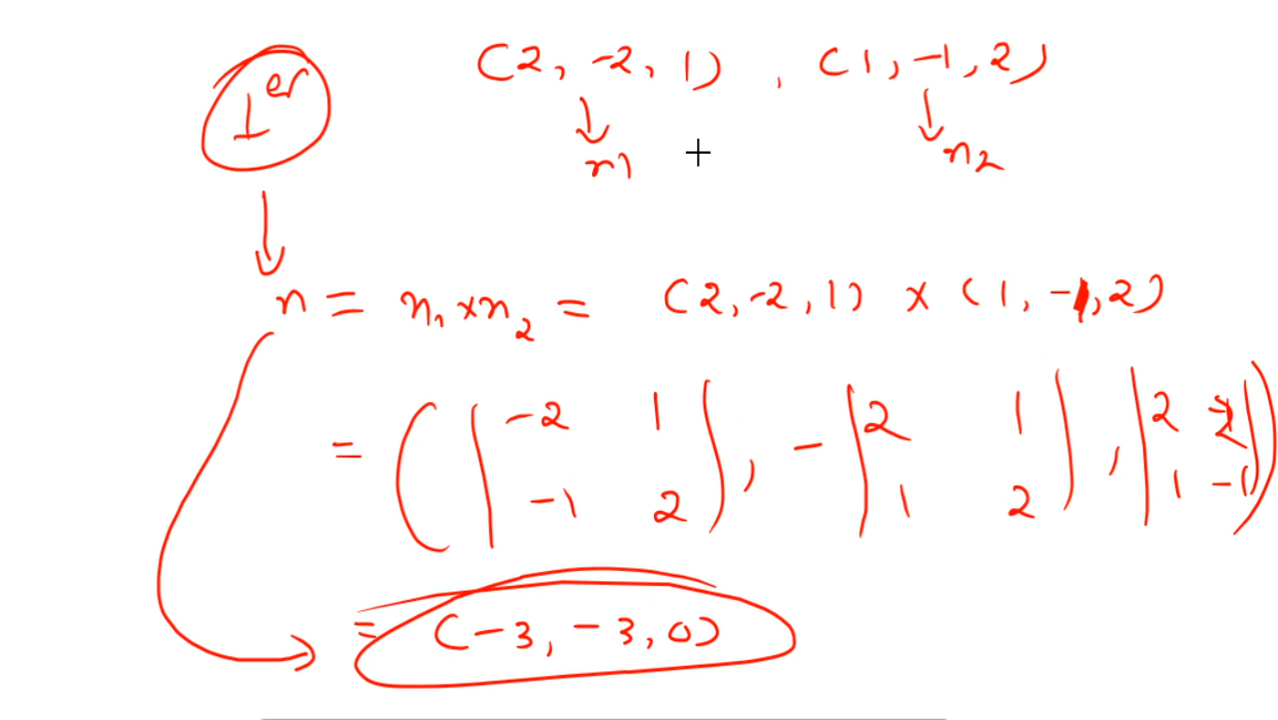 1er
(2, -2, 1) , (1, -1, 2)
n1 n2
n = n1 × n2 = (2, -2, 1) × (1, -1, 2)
= ( | -2 1 | , - | 2 1 | , | 2 -2 | )
| -1 2 | | 1 2 | | 1 -1 |
= (-3, -3, 0)